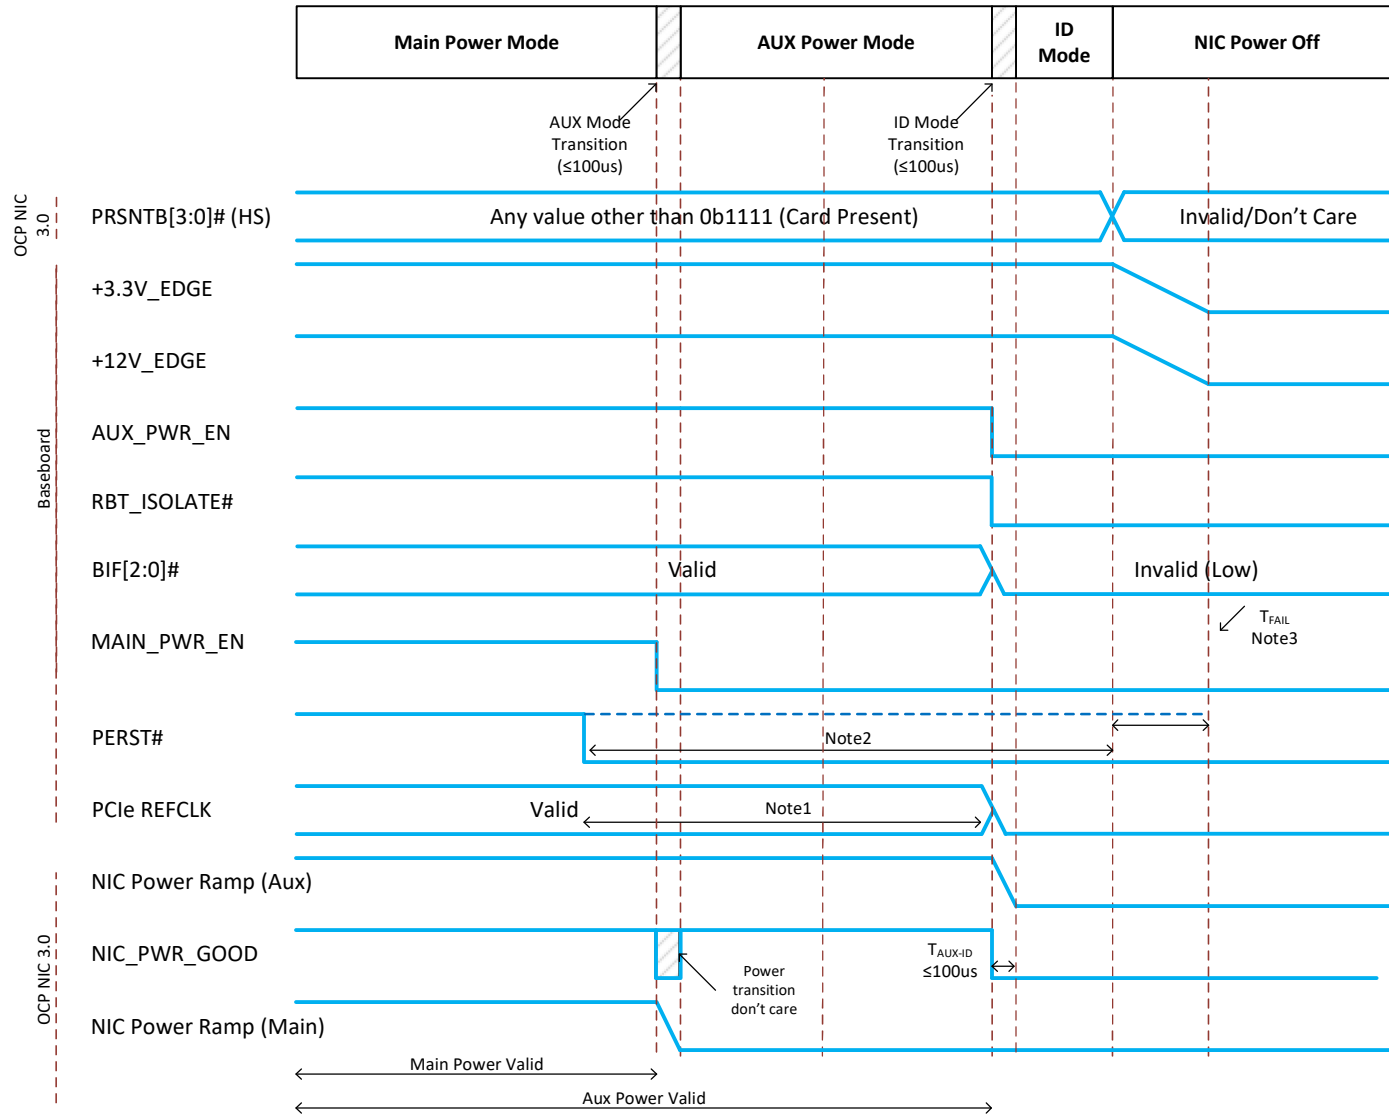 Main Power Mode
AUX Power Mode
ID
Mode
NIC Power Off
AUX Mode
Transition
(≤100us)
ID Mode
Transition
(≤100us)
OCP NIC
3.0
PRSNTB[3:0]# (HS)
Any value other than 0b1111 (Card Present)
Invalid/Don’t Care
Baseboard
+3.3V_EDGE
+12V_EDGE
AUX_PWR_EN
RBT_ISOLATE#
BIF[2:0]#
Valid
Invalid (Low)
TFAIL
Note3
MAIN_PWR_EN
PERST#
Note2
PCIe REFCLK
Valid
Note1
OCP NIC 3.0
NIC Power Ramp (Aux)
NIC_PWR_GOOD
Power
transition
don’t care
TAUX-ID
≤100us
NIC Power Ramp (Main)
Main Power Valid
Aux Power Valid